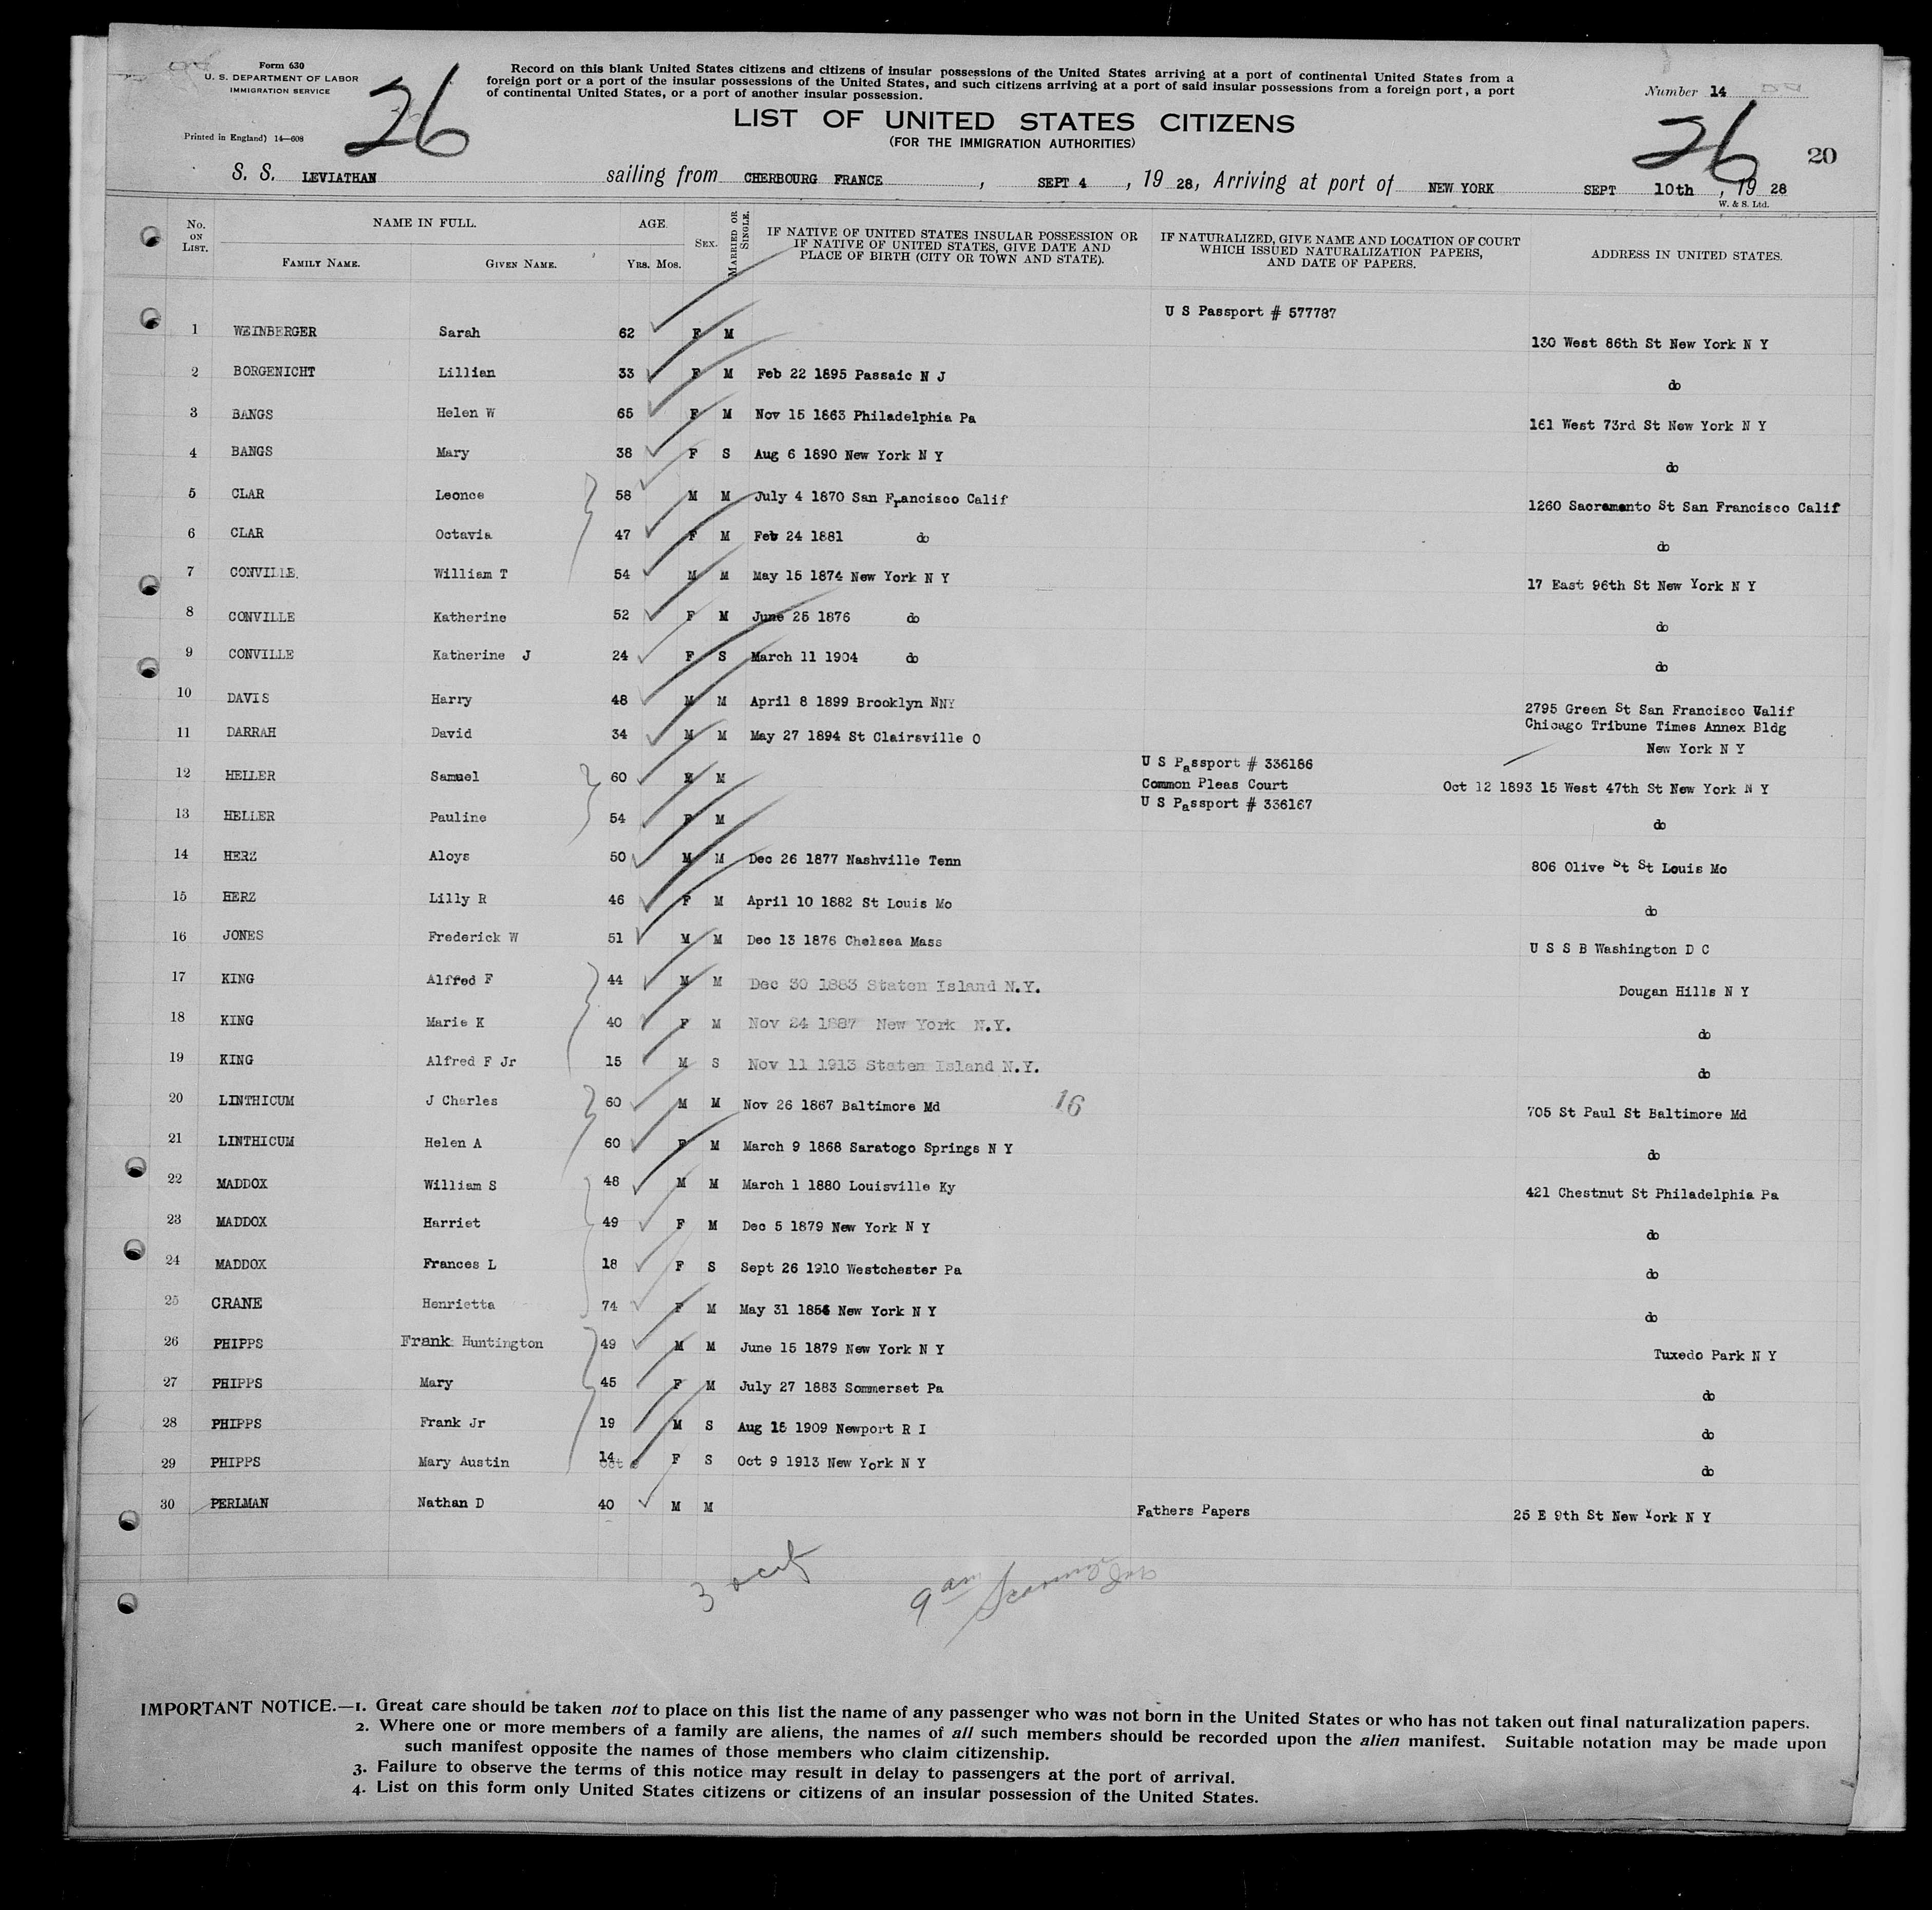 Form 630
U. S. DEPARTMENT OF LABOR
IMMIGRATION SERVICE
Printed in England) 14—608
26
Record on this blank United States citizens and citizens of insular possessions of the United States arriving at a port of continental United States from a
foreign port or a port of the insular possessions of the United States, and such citizens arriving at a port of said insular possessions from a foreign port, a port
of continental United States, or a port of another insular possession.
Number 14
LIST OF UNITED STATES CITIZENS
(FOR THE IMMIGRATION AUTHORITIES)
26
20
S. S. LEVIATHAN sailing from CHERBOURG FRANCE , SEPT 4 , 19 28, Arriving at port of NEW YORK SEPT 10th , 19 28
W. & S. Ltd.
No. ON LIST. NAME IN FULL. AGE. SEX. MARRIED OR SINGLE. IF NATIVE OF UNITED STATES INSULAR POSSESSION OR IF NATIVE OF UNITED STATES, GIVE DATE AND PLACE OF BIRTH (CITY OR TOWN AND STATE). IF NATURALIZED, GIVE NAME AND LOCATION OF COURT WHICH ISSUED NATURALIZATION PAPERS, AND DATE OF PAPERS. ADDRESS IN UNITED STATES.
FAMILY NAME. GIVEN NAME. YRS. MOS.
U S Passport # 577787
1 WEINBERGER Sarah 62 F M 130 West 86th St New York N Y
2 BORGENICHT Lillian 33 F M Feb 22 1895 Passaic N J do
3 BANGS Helen W 65 F M Nov 15 1863 Philadelphia Pa 161 West 73rd St New York N Y
4 BANGS Mary 38 F S Aug 6 1890 New York N Y do
5 CLAR Leonce 58 M M July 4 1870 San Francisco Calif 1260 Sacramento St San Francisco Calif
6 CLAR Octavia 47 F M Feb 24 1881 do do
7 CONVILLE. William T 54 M M May 15 1874 New York N Y 17 East 96th St New York N Y
8 CONVILLE Katherine 52 F M June 25 1876 do do
9 CONVILLE Katherine J 24 F S March 11 1904 do do
10 DAVIS Harry 48 M M April 8 1899 Brooklyn NNY 2795 Green St San Francisco Valif
11 DARRAH David 34 M M May 27 1894 St Clairsville O Chicago Tribune Times Annex Bldg
New York N Y
U S Passport # 336186
12 HELLER Samuel 60 M M Common Pleas Court Oct 12 1893 15 West 47th St New York N Y
U S Passport # 336167
13 HELLER Pauline 54 F M do
14 HERZ Aloys 50 M M Dec 26 1877 Nashville Tenn 806 Olive St St Louis Mo
15 HERZ Lilly R 46 F M April 10 1882 St Louis Mo do
16 JONES Frederick W 51 M M Dec 13 1876 Chelsea Mass U S S B Washington D C
17 KING Alfred F 44 M M Dec 30 1883 Staten Island N.Y. Dougan Hills N Y
18 KING Marie K 40 F M Nov 24 1887 New York N.Y. do
19 KING Alfred F Jr 15 M S Nov 11 1913 Staten Island N.Y. do
20 LINTHICUM J Charles 60 M M Nov 26 1867 Baltimore Md 16 705 St Paul St Baltimore Md
21 LINTHICUM Helen A 60 F M March 9 1868 Saratogo Springs N Y do
22 MADDOX William S 48 M M March 1 1880 Louisville Ky 421 Chestnut St Philadelphia Pa
23 MADDOX Harriet 49 F M Dec 5 1879 New York N Y do
24 MADDOX Frances L 18 F S Sept 26 1910 Westchester Pa do
25 CRANE Henrietta 74 F M May 31 1854 New York N Y do
26 PHIPPS Frank Huntington 49 M M June 15 1879 New York N Y Tuxedo Park N Y
27 PHIPPS Mary 45 F M July 27 1883 Sommerset Pa do
28 PHIPPS Frank Jr 19 M S Aug 15 1909 Newport R I do
29 PHIPPS Mary Austin 14 F S Oct 9 1913 New York N Y do
30 PERLMAN Nathan D 40 M M Fathers Papers 25 E 9th St New York N Y
3
9 am
IMPORTANT NOTICE.—1. Great care should be taken not to place on this list the name of any passenger who was not born in the United States or who has not taken out final naturalization papers.
2. Where one or more members of a family are aliens, the names of all such members should be recorded upon the alien manifest. Suitable notation may be made upon
such manifest opposite the names of those members who claim citizenship.
3. Failure to observe the terms of this notice may result in delay to passengers at the port of arrival.
4. List on this form only United States citizens or citizens of an insular possession of the United States.